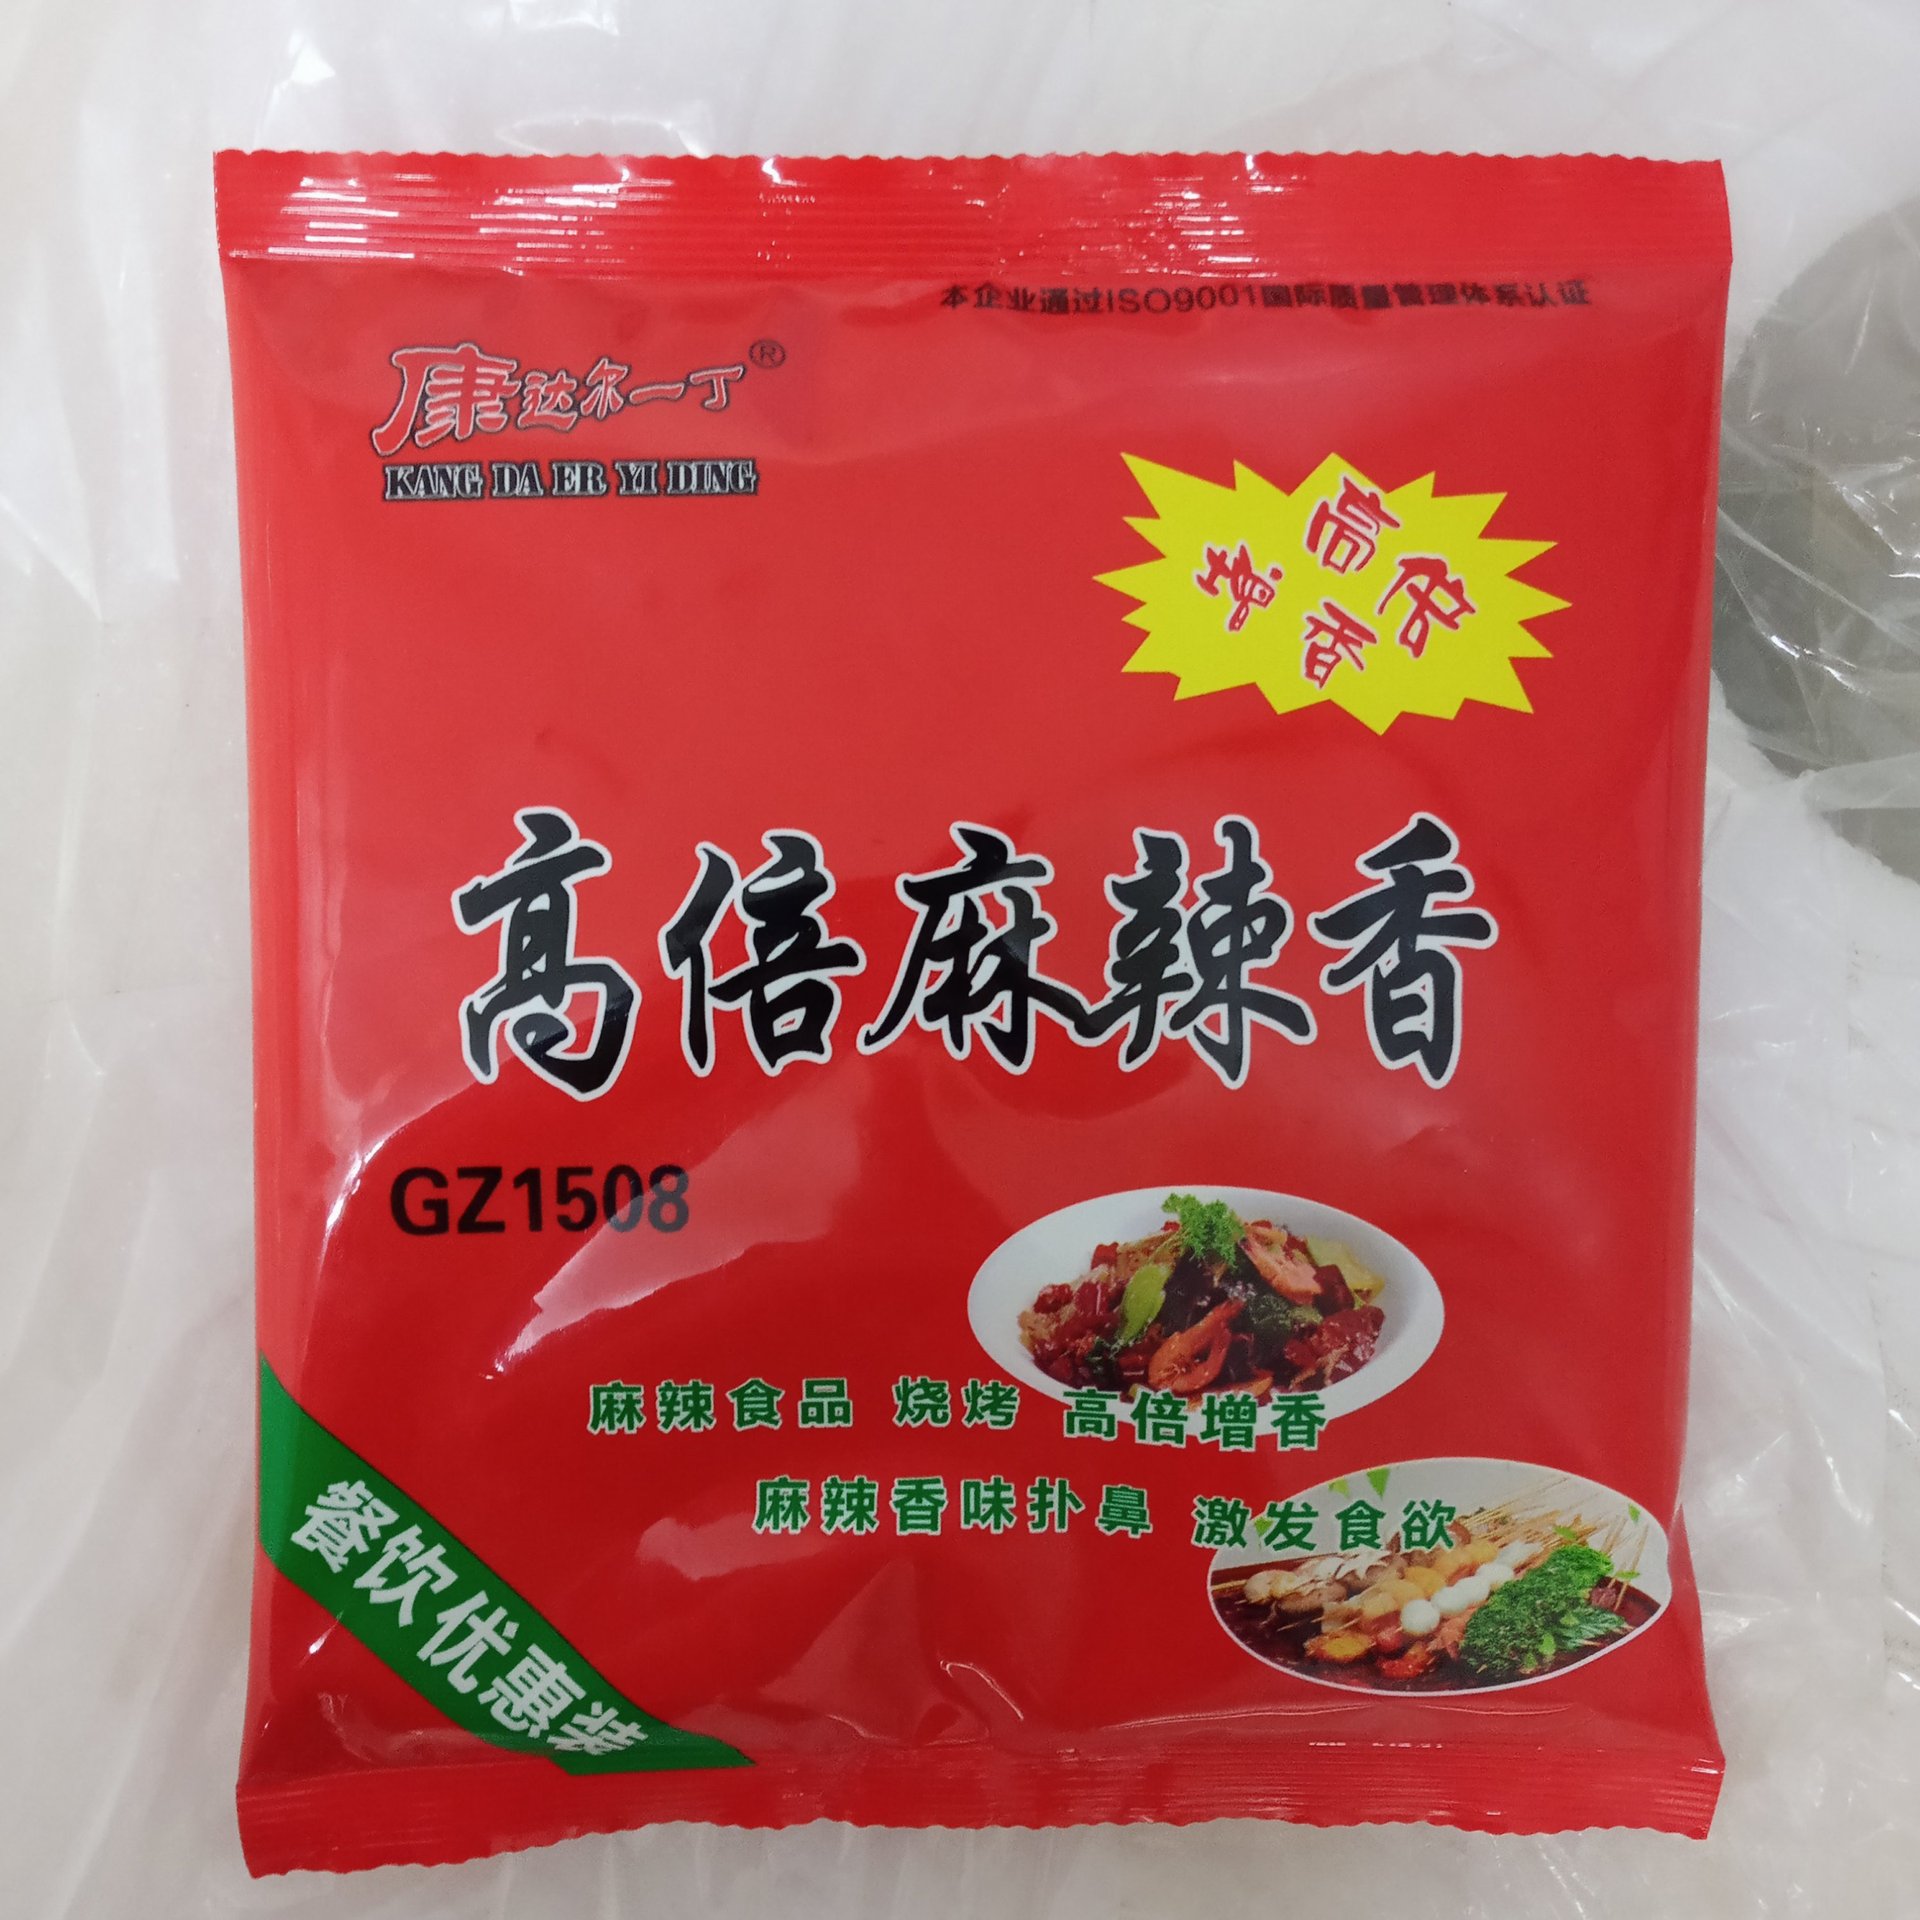 本企业通过ISO9001国际质量管理体系认证
康达尔一丁®
KANG DA ER YI DING
高倍
增香
高倍麻辣香
GZ1508
麻辣食品 烧烤 高倍增香
麻辣香味扑鼻 激发食欲
餐饮优惠装